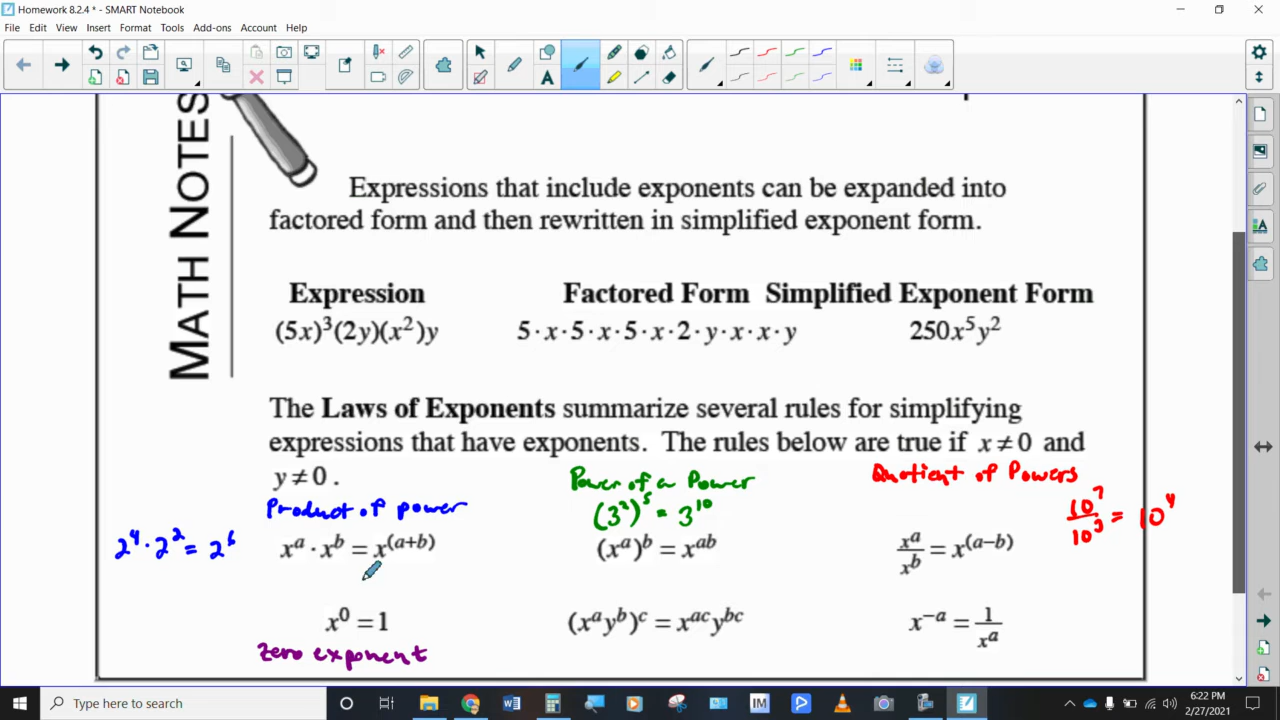 Homework 8.2.4 * - SMART Notebook
File Edit View Insert Format Tools Add-ons Account Help
MATH NOTES
Expressions that include exponents can be expanded into
factored form and then rewritten in simplified exponent form.
Expression Factored Form Simplified Exponent Form
(5x)³(2y)(x²)y 5·x·5·x·5·x·2·y·x·x·y 250x⁵y²
The Laws of Exponents summarize several rules for simplifying
expressions that have exponents. The rules below are true if x≠0 and
y≠0.
Product of power Power of a Power Quotient of Powers
2⁴·2²=2⁶ (3²)⁵=3¹⁰ 10⁷/10³=10⁴
xᵃ·xᵇ=x^(a+b) (xᵃ)ᵇ=xᵃᵇ xᵃ/xᵇ=x^(a−b)
x⁰=1 (xᵃyᵇ)ᶜ=xᵃᶜyᵇᶜ x⁻ᵃ=1/xᵃ
Zero exponent
Type here to search
6:22 PM
2/27/2021